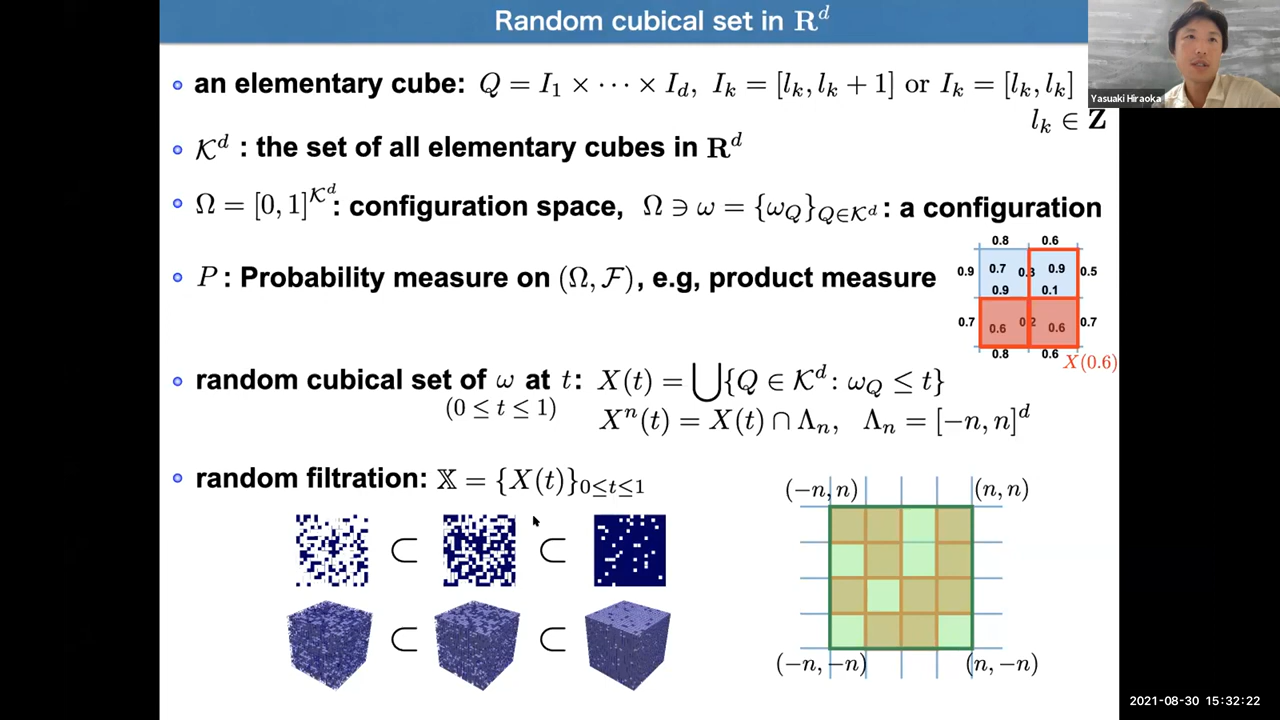 Random cubical set in R^d
an elementary cube: Q = I_1 × ··· × I_d, I_k = [l_k, l_k + 1] or I_k = [l_k, l_k]
l_k ∈ Z
Yasuaki Hiraoka
K^d : the set of all elementary cubes in R^d
Ω = [0, 1]^{K^d}: configuration space, Ω ∋ ω = {ω_Q}_{Q∈K^d}: a configuration
P : Probability measure on (Ω, F), e.g, product measure
0.8 0.6
0.9 0.7 0.3 0.9 0.5
0.9 0.1
0.7 0.6 0.2 0.6 0.7
0.8 0.6
X(0.6)
random cubical set of ω at t: X(t) = ⋃{Q ∈ K^d : ω_Q ≤ t}
(0 ≤ t ≤ 1)
X^n(t) = X(t) ∩ Λ_n, Λ_n = [−n, n]^d
random filtration: 𝕏 = {X(t)}_{0≤t≤1}
(−n, n) (n, n)
⊂ ⊂
⊂ ⊂
(−n, −n) (n, −n)
2021-08-30 15:32:22